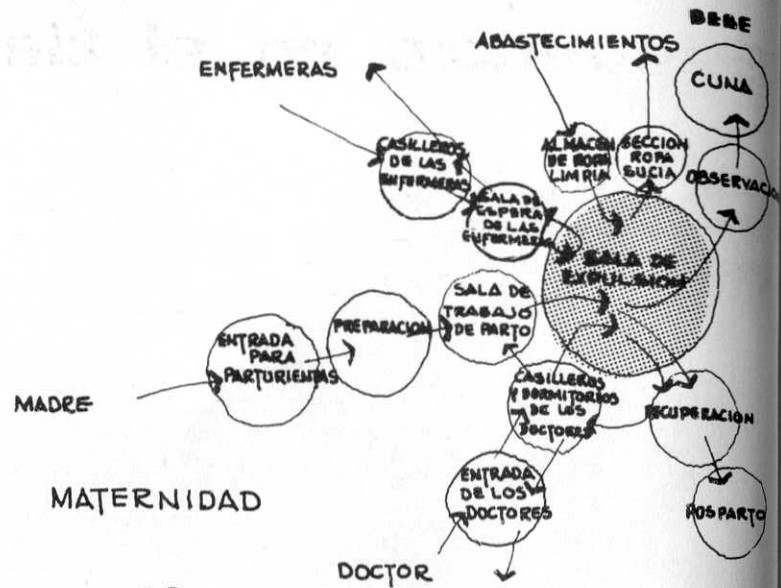 BEBE
ABASTECIMIENTOS
ENFERMERAS
CUNA
CASILLEROS
DE LAS
ENFERMERAS
ALMACEN
DE ROPA
LIMPIA
SECCION
ROPA
SUCIA
OBSERVACION
SALA DE
ESPERA
DE LAS
ENFERMERAS
SALA DE
EXPULSION
SALA DE
TRABAJO
DE PARTO
PREPARACION
ENTRADA
PARA
PARTURIENTAS
MADRE
CASILLEROS
Y DORMITORIOS
DE LOS
DOCTORES
RECUPERACION
ENTRADA
DE LOS
DOCTORES
POSPARTO
MATERNIDAD
DOCTOR